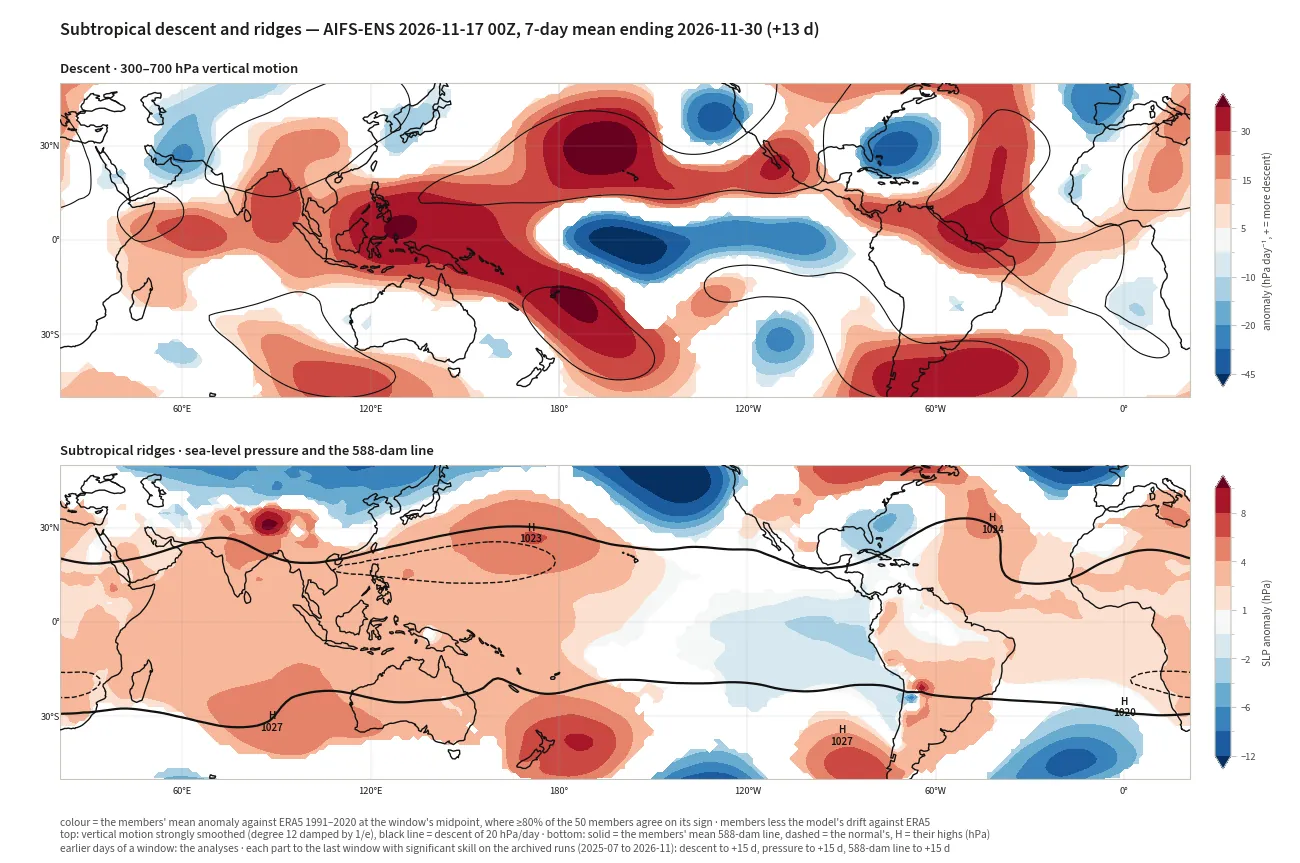 Subtropical descent and ridges — AIFS-ENS 2026-11-17 00Z, 7-day mean ending 2026-11-30 (+13 d)
Descent · 300–700 hPa vertical motion
30°N
0°
30°S
60°E
120°E
180°
120°W
60°W
0°
30
15
5
−10
−20
−45
anomaly (hPa day⁻¹, + = more descent)
Subtropical ridges · sea-level pressure and the 588-dam line
30°N
0°
30°S
H
1023
H
1024
H
1027
H
1027
H
1020
60°E
120°E
180°
120°W
60°W
0°
8
4
1
−2
−6
−12
SLP anomaly (hPa)
colour = the members' mean anomaly against ERA5 1991–2020 at the window's midpoint, where ≥80% of the 50 members agree on its sign · members less the model's drift against ERA5
top: vertical motion strongly smoothed (degree 12 damped by 1/e), black line = descent of 20 hPa/day · bottom: solid = the members' mean 588-dam line, dashed = the normal's, H = their highs (hPa)
earlier days of a window: the analyses · each part to the last window with significant skill on the archived runs (2025-07 to 2026-11): descent to +15 d, pressure to +15 d, 588-dam line to +15 d